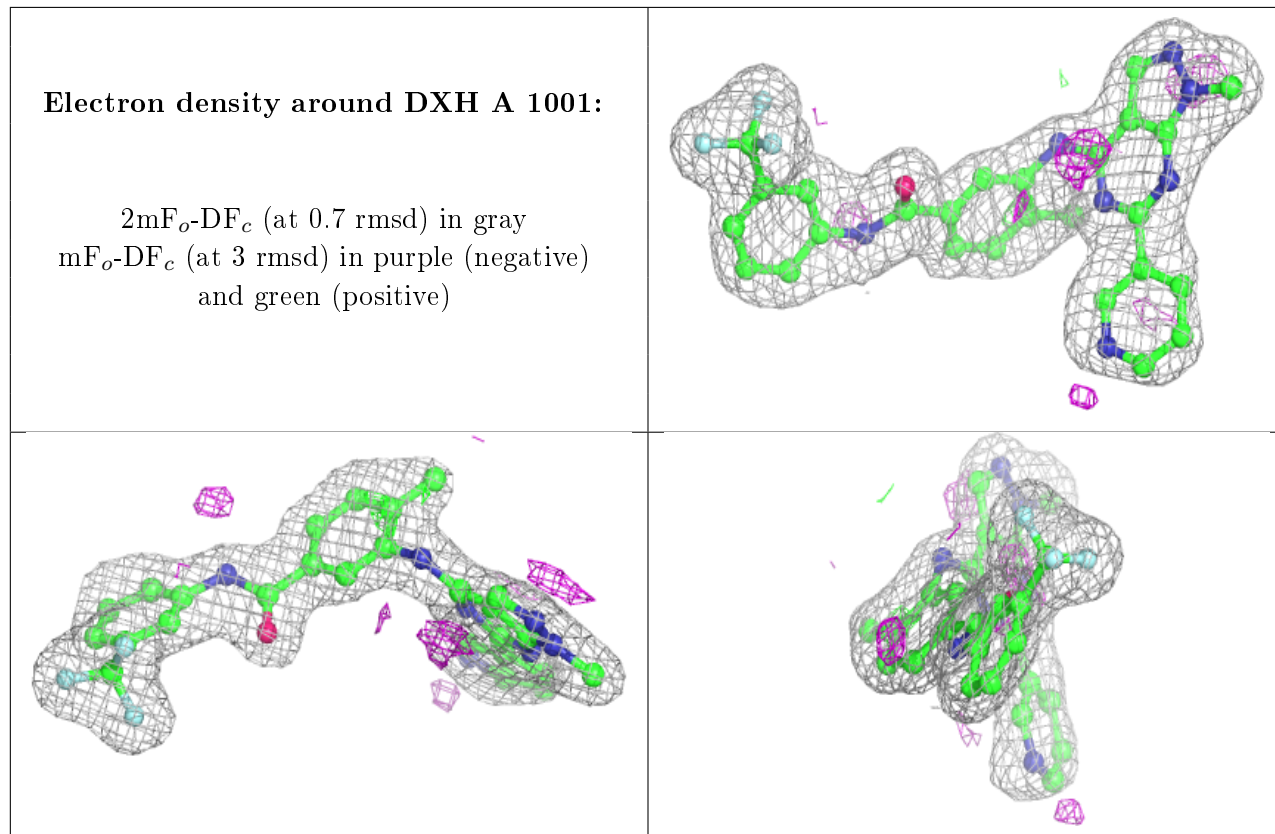 Electron density around DXH A 1001:
2mFo-DFc (at 0.7 rmsd) in gray
mFo-DFc (at 3 rmsd) in purple (negative)
and green (positive)